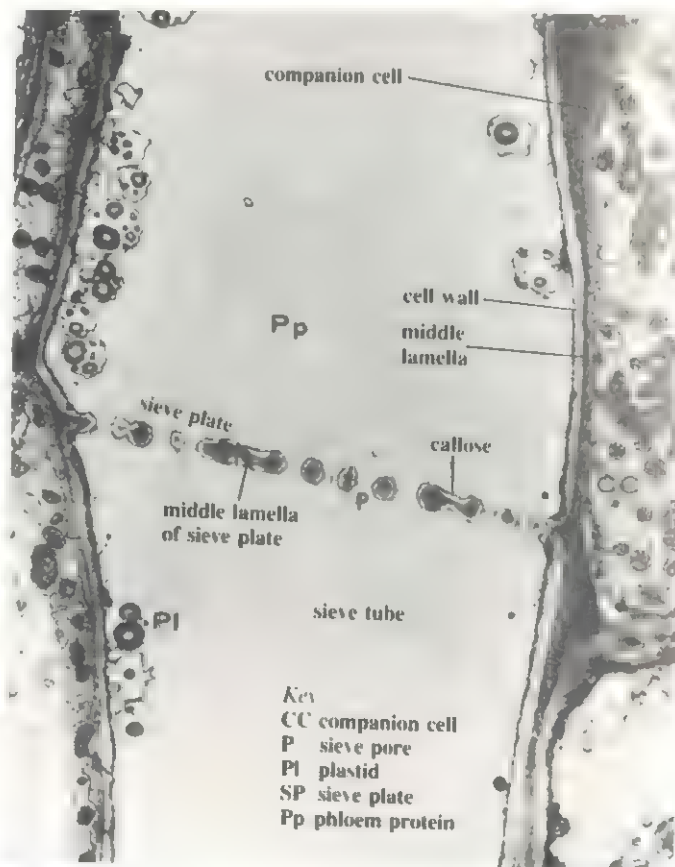 companion cell
Pp
cell wall
middle
lamella
sieve plate
callose
P
middle lamella
of sieve plate
CC
sieve tube
Pl
Key
CC companion cell
P sieve pore
Pl plastid
SP sieve plate
Pp phloem protein